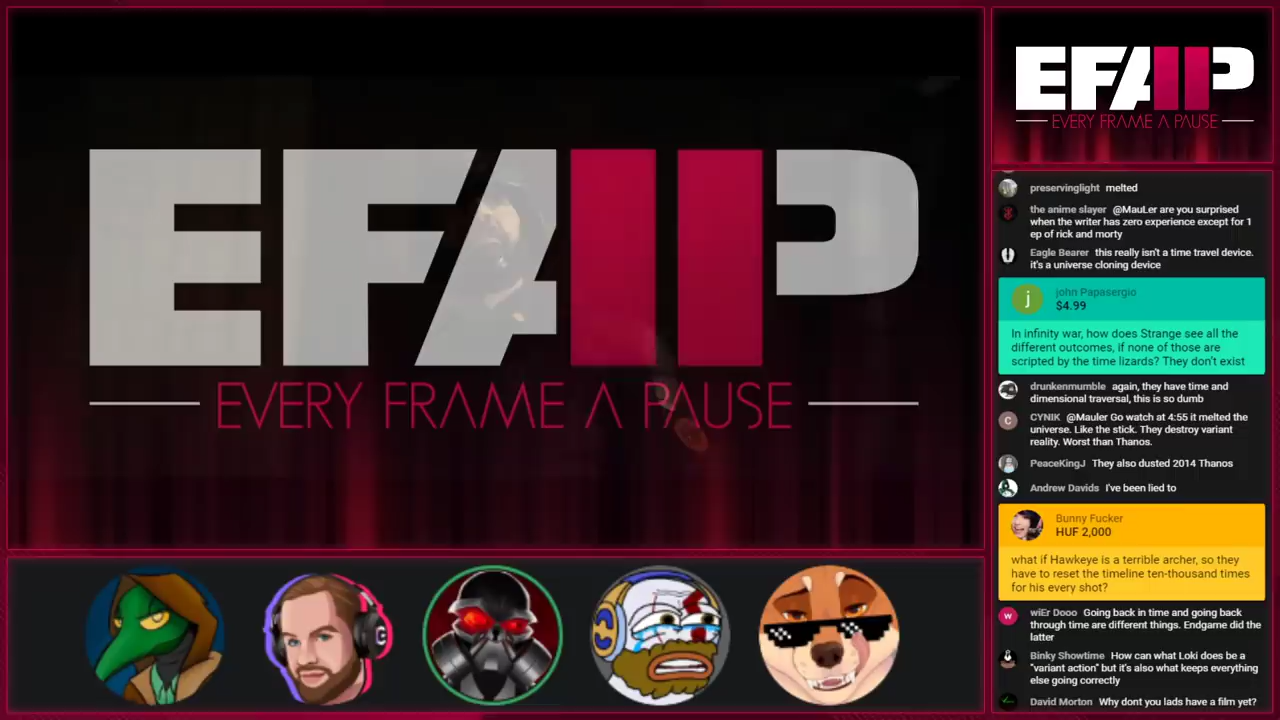 EFAP
EVERY FRAME A PAUSE
EFAP
EVERY FRAME A PAUSE
preservinglight melted
the anime slayer @MauLer are you surprised
when the writer has zero experience except for 1
ep of rick and morty
Eagle Bearer this really isn't a time travel device.
it's a universe cloning device
j
john Papasergio
$4.99
In infinity war, how does Strange see all the
different outcomes, if none of those are
scripted by the time lizards? They don't exist
drunkenmumble again, they have time and
dimensional traversal, this is so dumb
C
CYNIK @Mauler Go watch at 4:55 it melted the
universe. Like the stick. They destroy variant
reality. Worst than Thanos.
PeaceKingJ They also dusted 2014 Thanos
Andrew Davids I've been lied to
Bunny Fucker
HUF 2,000
what if Hawkeye is a terrible archer, so they
have to reset the timeline ten-thousand times
for his every shot?
w
wiEr Dooo Going back in time and going back
through time are different things. Endgame did the
latter
Binky Showtime How can what Loki does be a
"variant action" but it's also what keeps everything
else going correctly
David Morton Why dont you lads have a film yet?